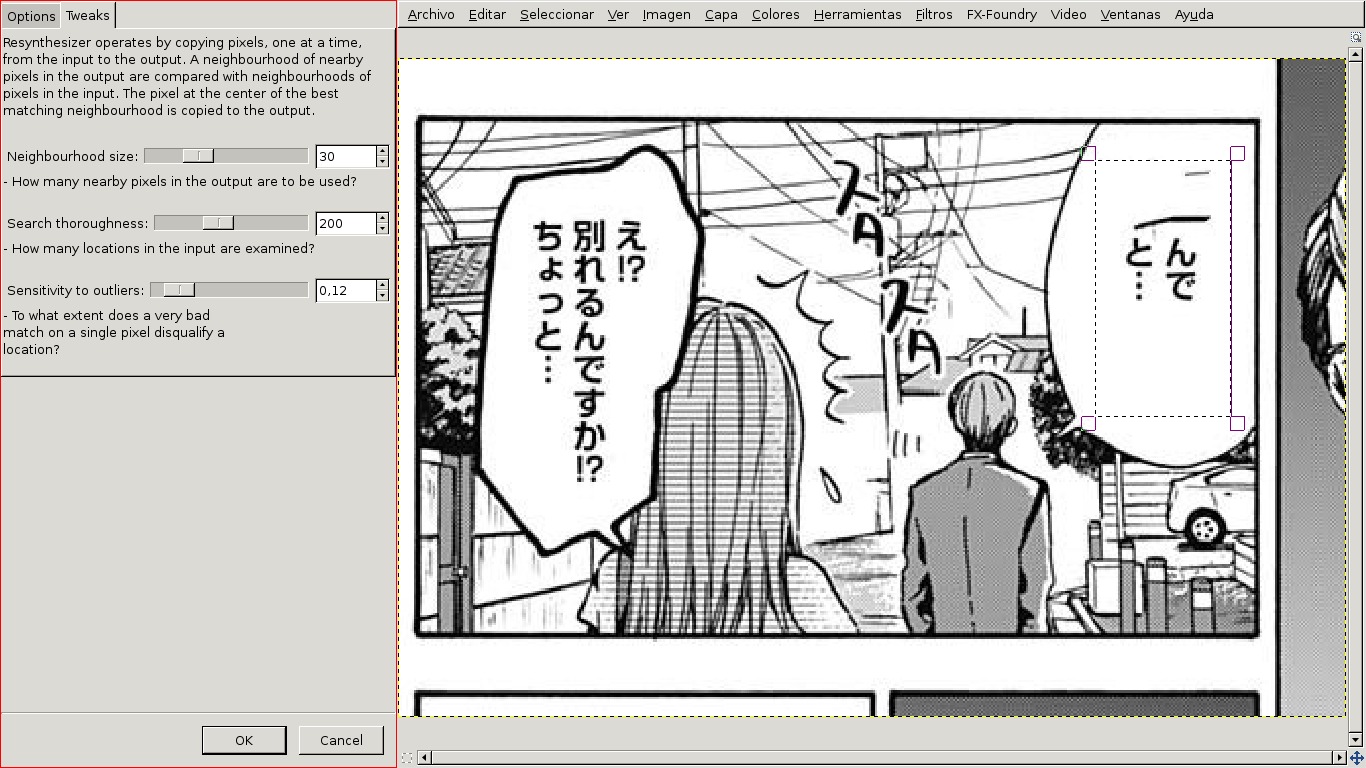 Options Tweaks
Resynthesizer operates by copying pixels, one at a time,
from the input to the output. A neighbourhood of nearby
pixels in the output are compared with neighbourhoods of
pixels in the input. The pixel at the center of the best
matching neighbourhood is copied to the output.
Neighbourhood size: 30
- How many nearby pixels in the output are to be used?
Search thoroughness: 200
- How many locations in the input are examined?
Sensitivity to outliers: 0,12
- To what extent does a very bad
match on a single pixel disqualify a
location?
OK Cancel
Archivo Editar Seleccionar Ver Imagen Capa Colores Herramientas Filtros FX-Foundry Video Ventanas Ayuda
んで
と…
スタ
スタ
え!?
別れるんですか!?
ちょっと…